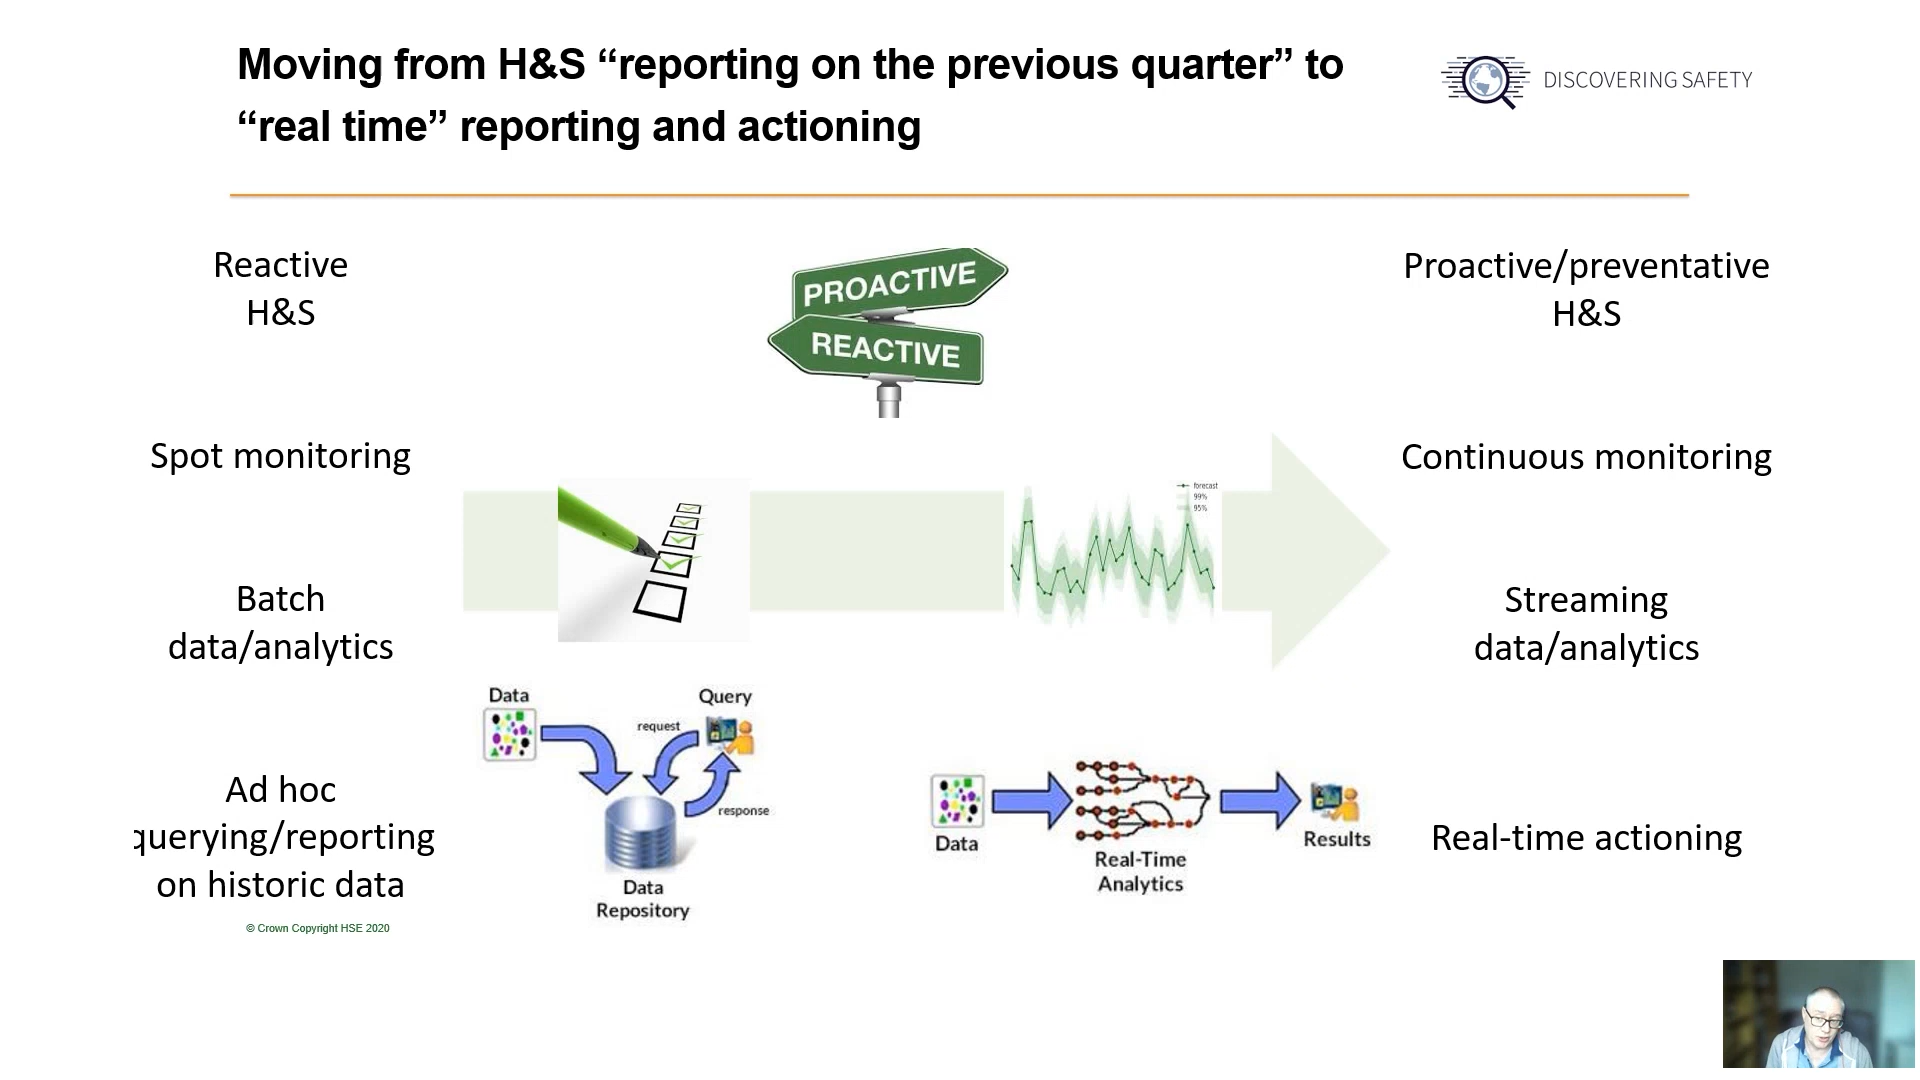 Moving from H&S “reporting on the previous quarter” to
“real time” reporting and actioning
DISCOVERING SAFETY
Reactive
H&S
PROACTIVE
REACTIVE
Proactive/preventative
H&S
Spot monitoring
Continuous monitoring
forecast
99%
95%
Batch
data/analytics
Streaming
data/analytics
Data
Query
request
response
Data
Repository
Ad hoc
querying/reporting
on historic data
Data
Real-Time
Analytics
Results
Real-time actioning
© Crown Copyright HSE 2020